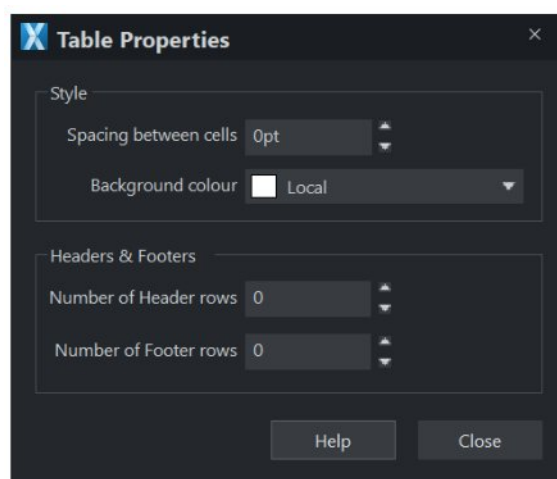 Table Properties
Style
Spacing between cells 0pt
Background colour Local
Headers & Footers
Number of Header rows 0
Number of Footer rows 0
Help Close